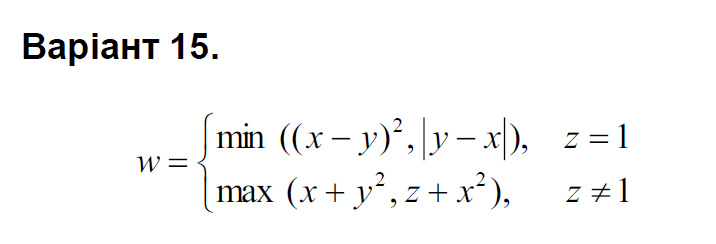 Варіант 15.
w = { min ((x − y)², |y − x|), z = 1
max (x + y², z + x²), z ≠ 1